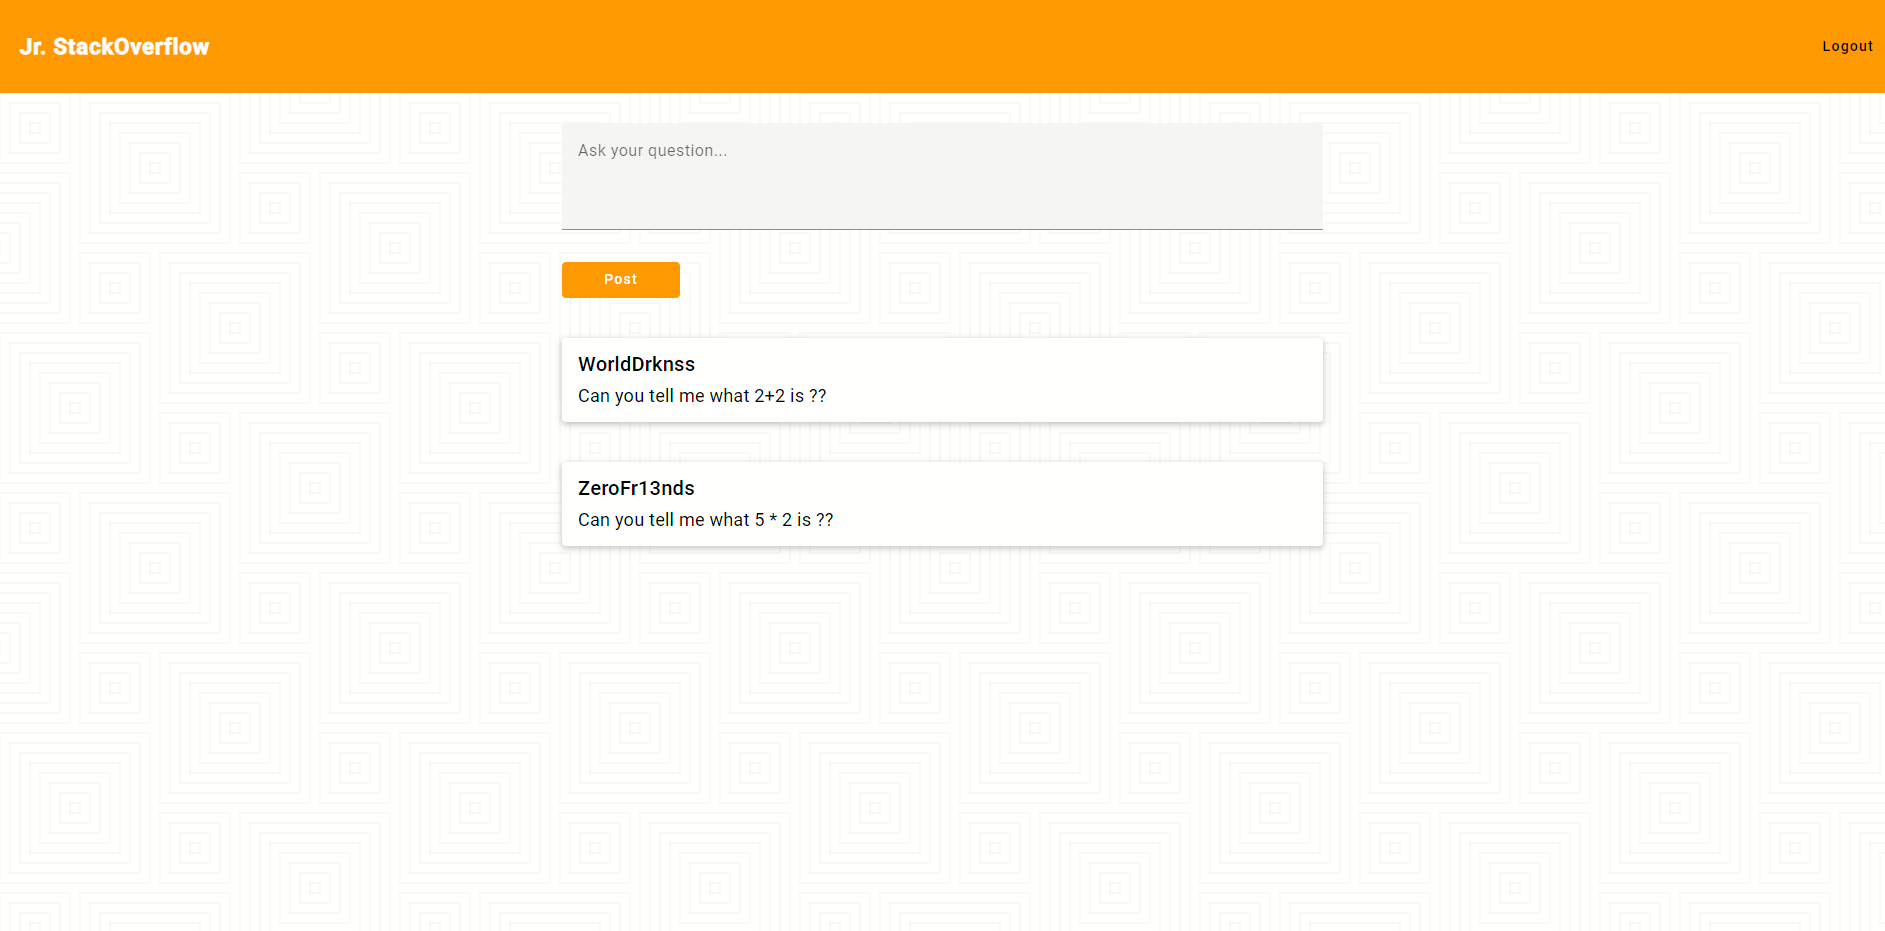 Jr. StackOverflow
Logout
Ask your question...
Post
WorldDrknss
Can you tell me what 2+2 is ??
ZeroFr13nds
Can you tell me what 5 * 2 is ??